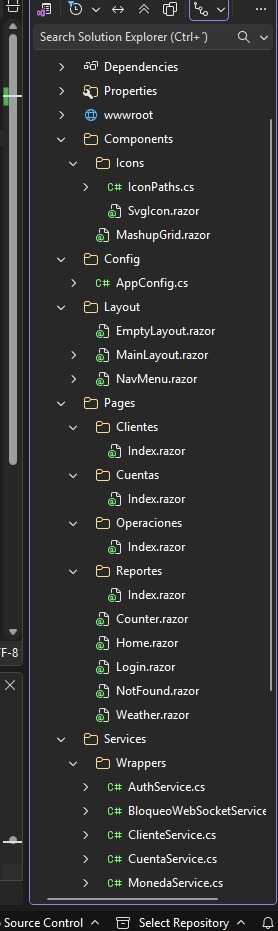 Search Solution Explorer (Ctrl+´)
Dependencies
Properties
wwwroot
Components
Icons
C# IconPaths.cs
SvgIcon.razor
MashupGrid.razor
Config
C# AppConfig.cs
Layout
EmptyLayout.razor
MainLayout.razor
NavMenu.razor
Pages
Clientes
Index.razor
Cuentas
Index.razor
Operaciones
Index.razor
Reportes
Index.razor
Counter.razor
Home.razor
Login.razor
NotFound.razor
Weather.razor
Services
Wrappers
C# AuthService.cs
C# BloqueoWebSocketService
C# ClienteService.cs
C# CuentaService.cs
C# MonedaService.cs
F-8
Source Control
Select Repository